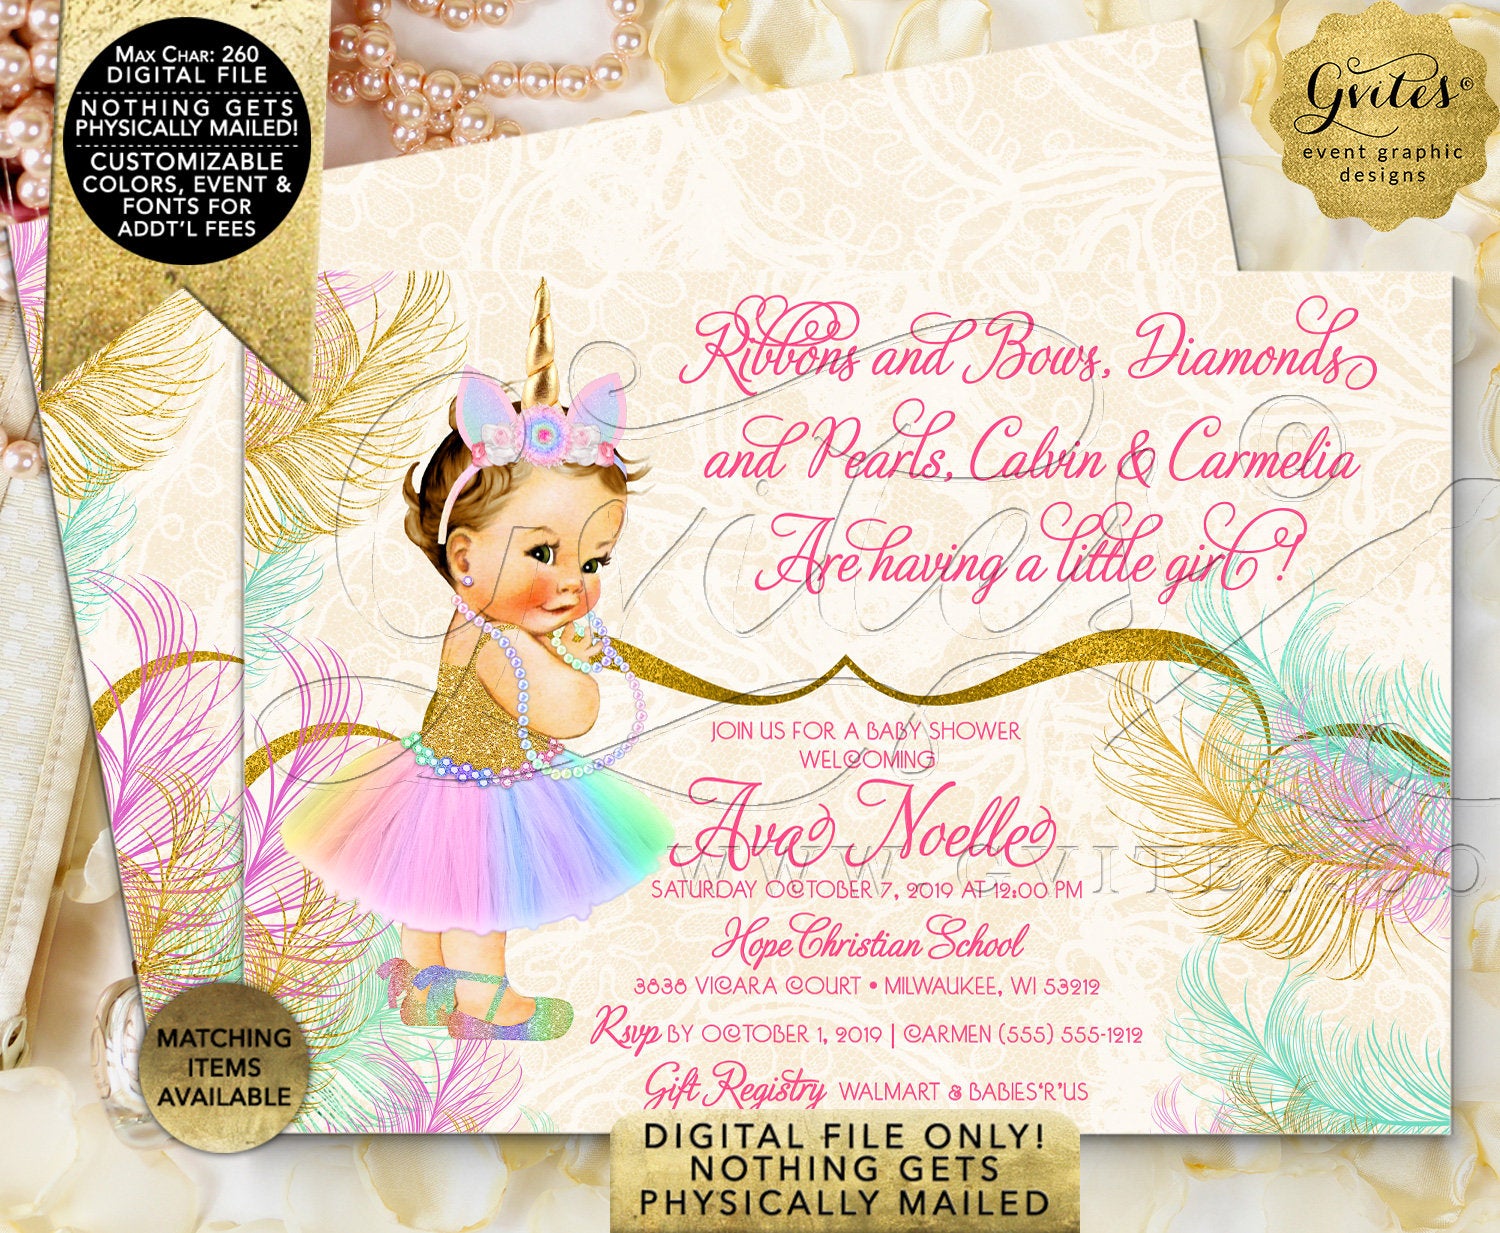 Max Char: 260
DIGITAL FILE
NOTHING GETS
PHYSICALLY MAILED!
CUSTOMIZABLE
COLORS, EVENT &
FONTS FOR
ADDT'L FEES
Gvites©
event graphic
designs
Ribbons and Bows, Diamonds
and Pearls, Calvin & Carmelia
Are having a little girl !
JOIN US FOR A BABY SHOWER
WELCOMING
Ava Noelle
SATURDAY OCTOBER 7, 2019 AT 12:00 PM
Hope Christian School
3838 VICARA COURT • MILWAUKEE, WI 53212
Rsvp BY OCTOBER 1, 2019 | CARMEN (555) 555-1212
Gift Registry WALMART & BABIES'R'US
Gvites
WWW.GVITES.CO
MATCHING
ITEMS
AVAILABLE
DIGITAL FILE ONLY!
NOTHING GETS
PHYSICALLY MAILED